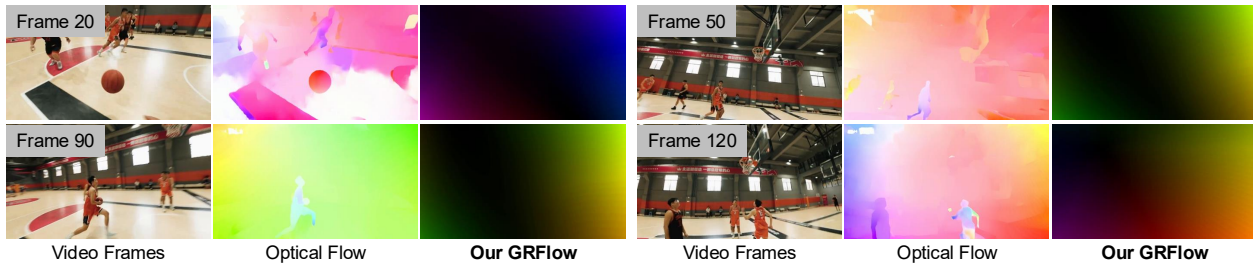 Frame 20
Frame 50
Frame 90
Frame 120
Video Frames Optical Flow Our GRFlow Video Frames Optical Flow Our GRFlow